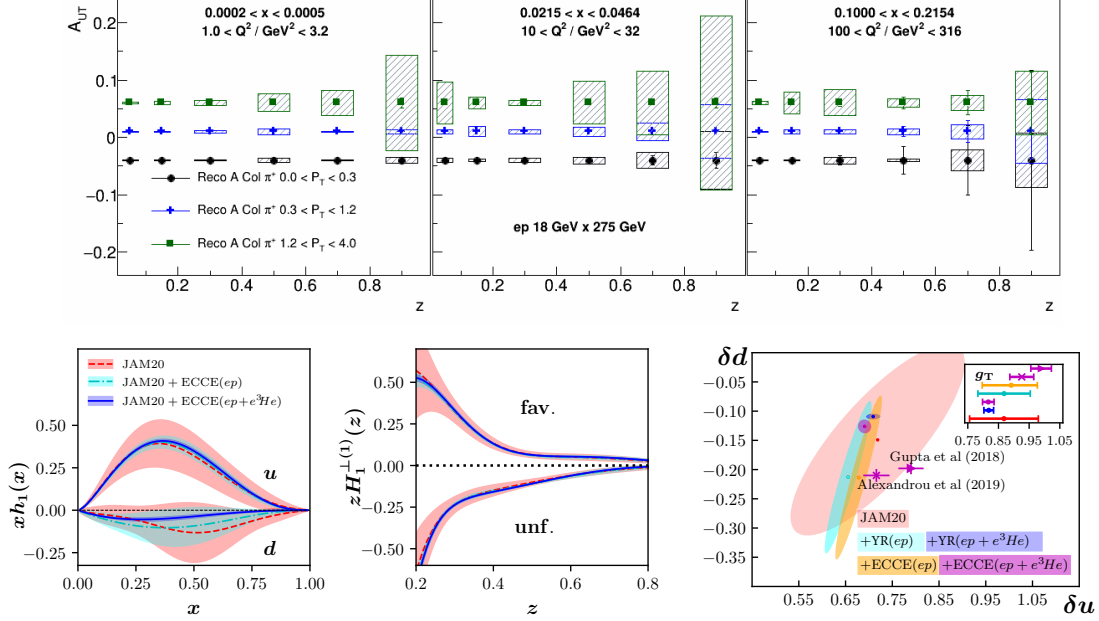 A_UT
0.0002 < x < 0.0005
1.0 < Q² / GeV² < 3.2
0.0215 < x < 0.0464
10 < Q² / GeV² < 32
0.1000 < x < 0.2154
100 < Q² / GeV² < 316
0.2
0.1
0
−0.1
−0.2
Reco A Col π⁺ 0.0 < P_T < 0.3
Reco A Col π⁺ 0.3 < P_T < 1.2
Reco A Col π⁺ 1.2 < P_T < 4.0
ep 18 GeV x 275 GeV
0.2 0.4 0.6 0.8
z
0.2 0.4 0.6 0.8
z
0.2 0.4 0.6 0.8
z
JAM20
JAM20 + ECCE(ep)
JAM20 + ECCE(ep+e³He)
xh₁(x)
0.50
0.25
0.00
−0.25
u
d
0.00 0.25 0.50 0.75 1.00
x
zH₁^⊥(1)(z)
0.50
0.25
0.00
−0.25
−0.50
fav.
unf.
0.2 0.4 0.6 0.8
z
δd
−0.05
−0.10
−0.15
−0.20
−0.25
−0.30
−0.35
g_T
0.75 0.85 0.95 1.05
Gupta et al (2018)
Alexandrou et al (2019)
JAM20
+YR(ep) +YR(ep + e³He)
+ECCE(ep) +ECCE(ep + e³He)
0.55 0.65 0.75 0.85 0.95 1.05
δu